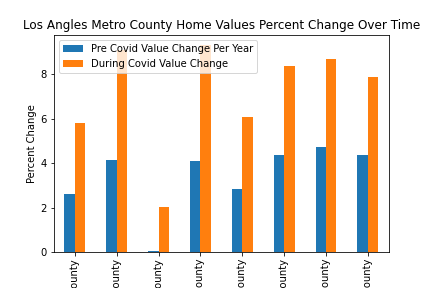 Los Angles Metro County Home Values Percent Change Over Time
Pre Covid Value Change Per Year
During Covid Value Change
Percent Change
8
6
4
2
0
ounty
ounty
ounty
ounty
ounty
ounty
ounty
ounty